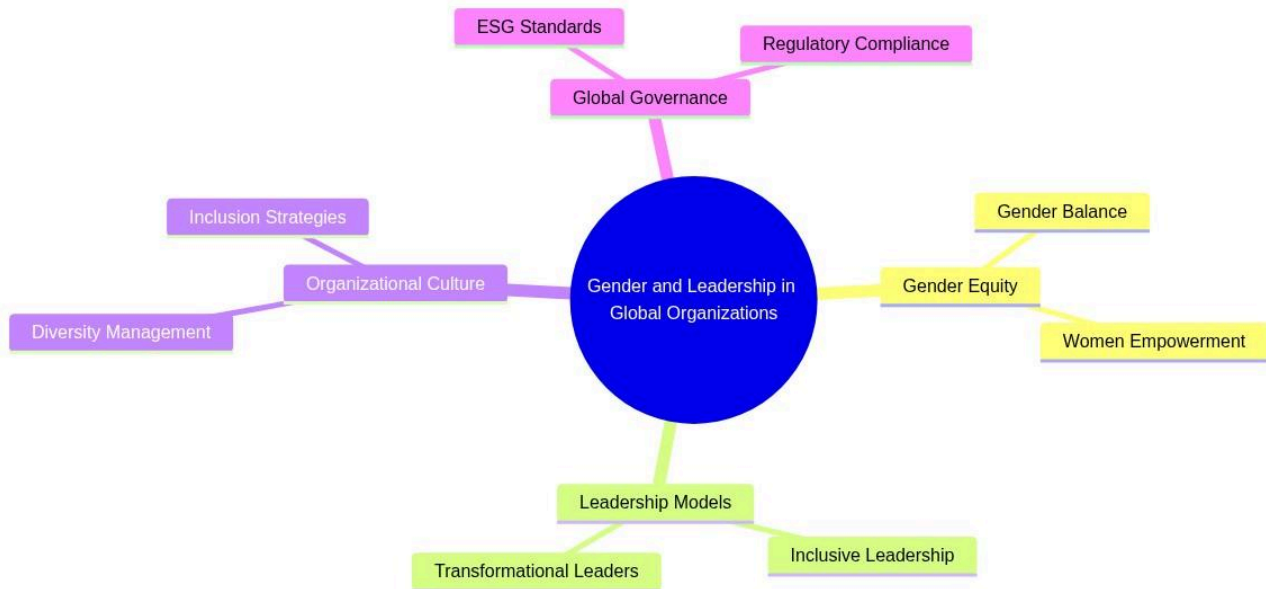 ESG Standards
Regulatory Compliance
Global Governance
Inclusion Strategies
Gender Balance
Organizational Culture
Gender and Leadership in
Global Organizations
Gender Equity
Diversity Management
Women Empowerment
Leadership Models
Transformational Leaders
Inclusive Leadership